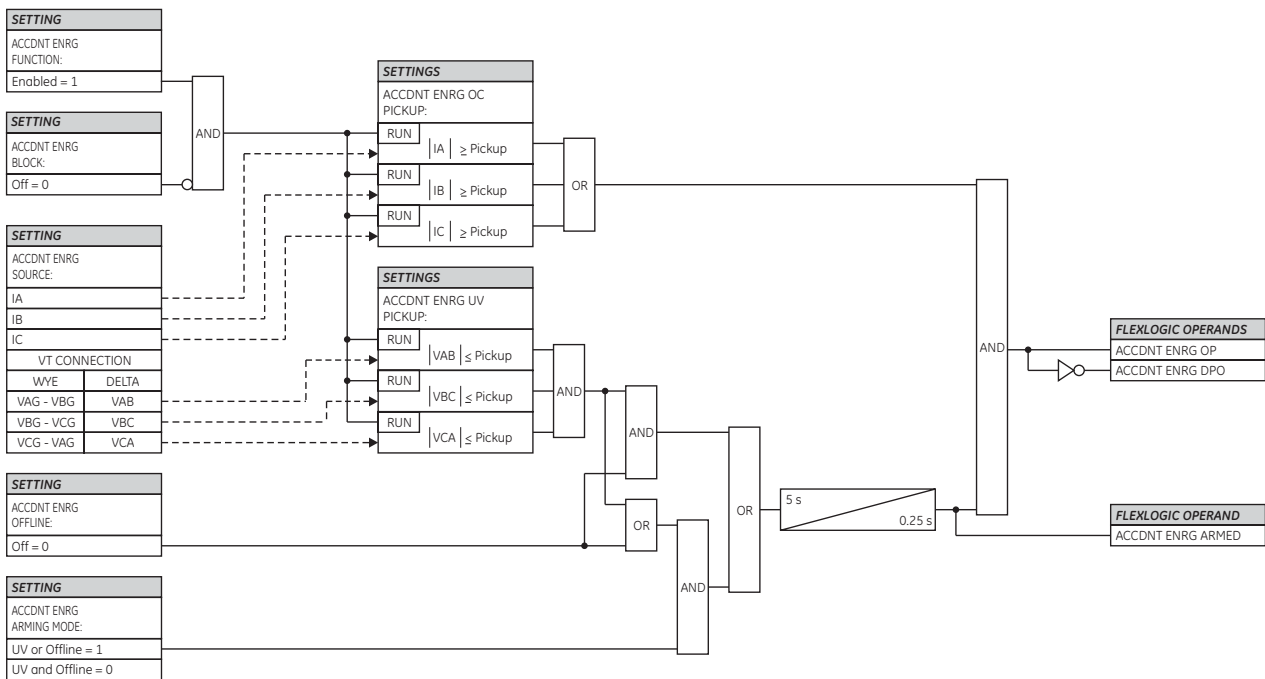 SETTING
ACCDNT ENRG
FUNCTION:
Enabled = 1
SETTING
ACCDNT ENRG
BLOCK:
Off = 0
AND
SETTING
ACCDNT ENRG
SOURCE:
IA
IB
IC
VT CONNECTION
WYE DELTA
VAG - VBG VAB
VBG - VCG VBC
VCG - VAG VCA
SETTING
ACCDNT ENRG
OFFLINE:
Off = 0
SETTING
ACCDNT ENRG
ARMING MODE:
UV or Offline = 1
UV and Offline = 0
SETTINGS
ACCDNT ENRG OC
PICKUP:
RUN
|IA| ≥ Pickup
RUN
|IB| ≥ Pickup
RUN
|IC| ≥ Pickup
OR
SETTINGS
ACCDNT ENRG UV
PICKUP:
RUN
|VAB| ≤ Pickup
RUN
|VBC| ≤ Pickup
RUN
|VCA| ≤ Pickup
AND
AND
OR
AND
OR
5 s
0.25 s
AND
FLEXLOGIC OPERANDS
ACCDNT ENRG OP
ACCDNT ENRG DPO
FLEXLOGIC OPERAND
ACCDNT ENRG ARMED